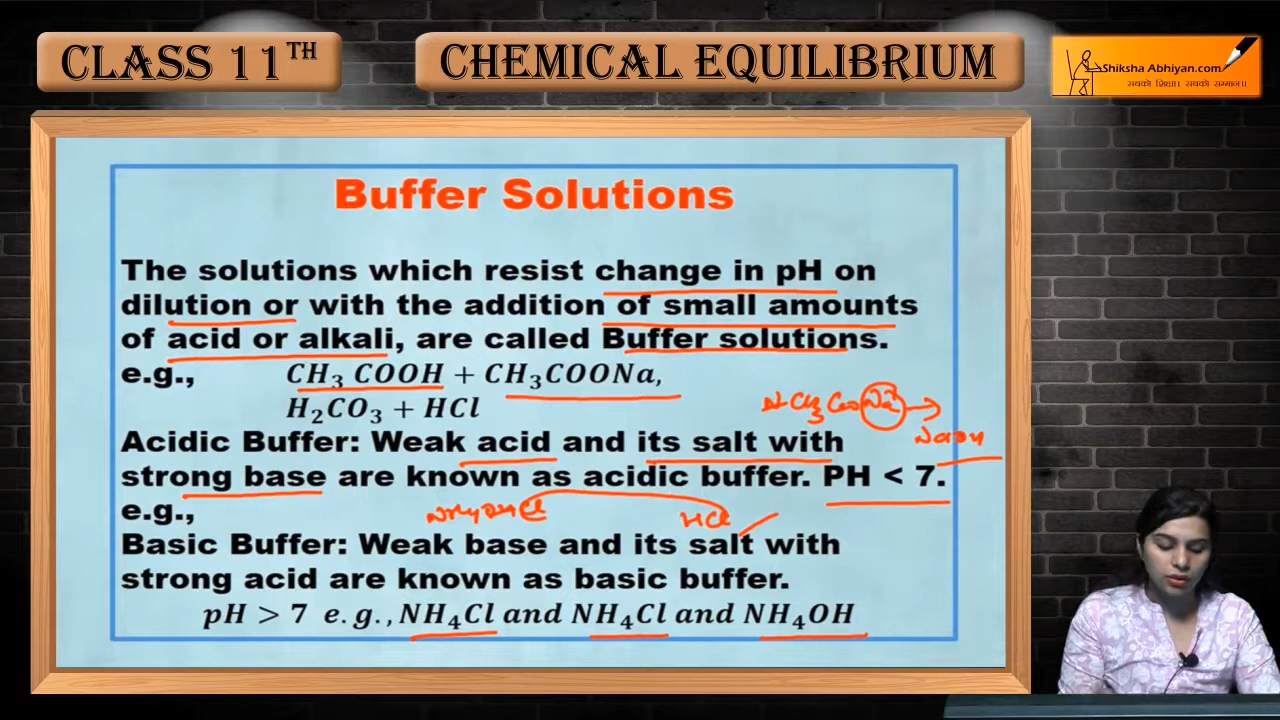 CLASS 11TH
CHEMICAL EQUILIBRIUM
Shiksha Abhiyan.com
सबको शिक्षा। सबको सम्मान॥
Buffer Solutions
The solutions which resist change in pH on
dilution or with the addition of small amounts
of acid or alkali, are called Buffer solutions.
e.g., CH₃ COOH + CH₃COONa,
H₂CO₃ + HCl
Acidic Buffer: Weak acid and its salt with
strong base are known as acidic buffer. PH < 7.
e.g.,
HCl
Basic Buffer: Weak base and its salt with
strong acid are known as basic buffer.
pH > 7 e.g., NH₄Cl and NH₄Cl and NH₄OH